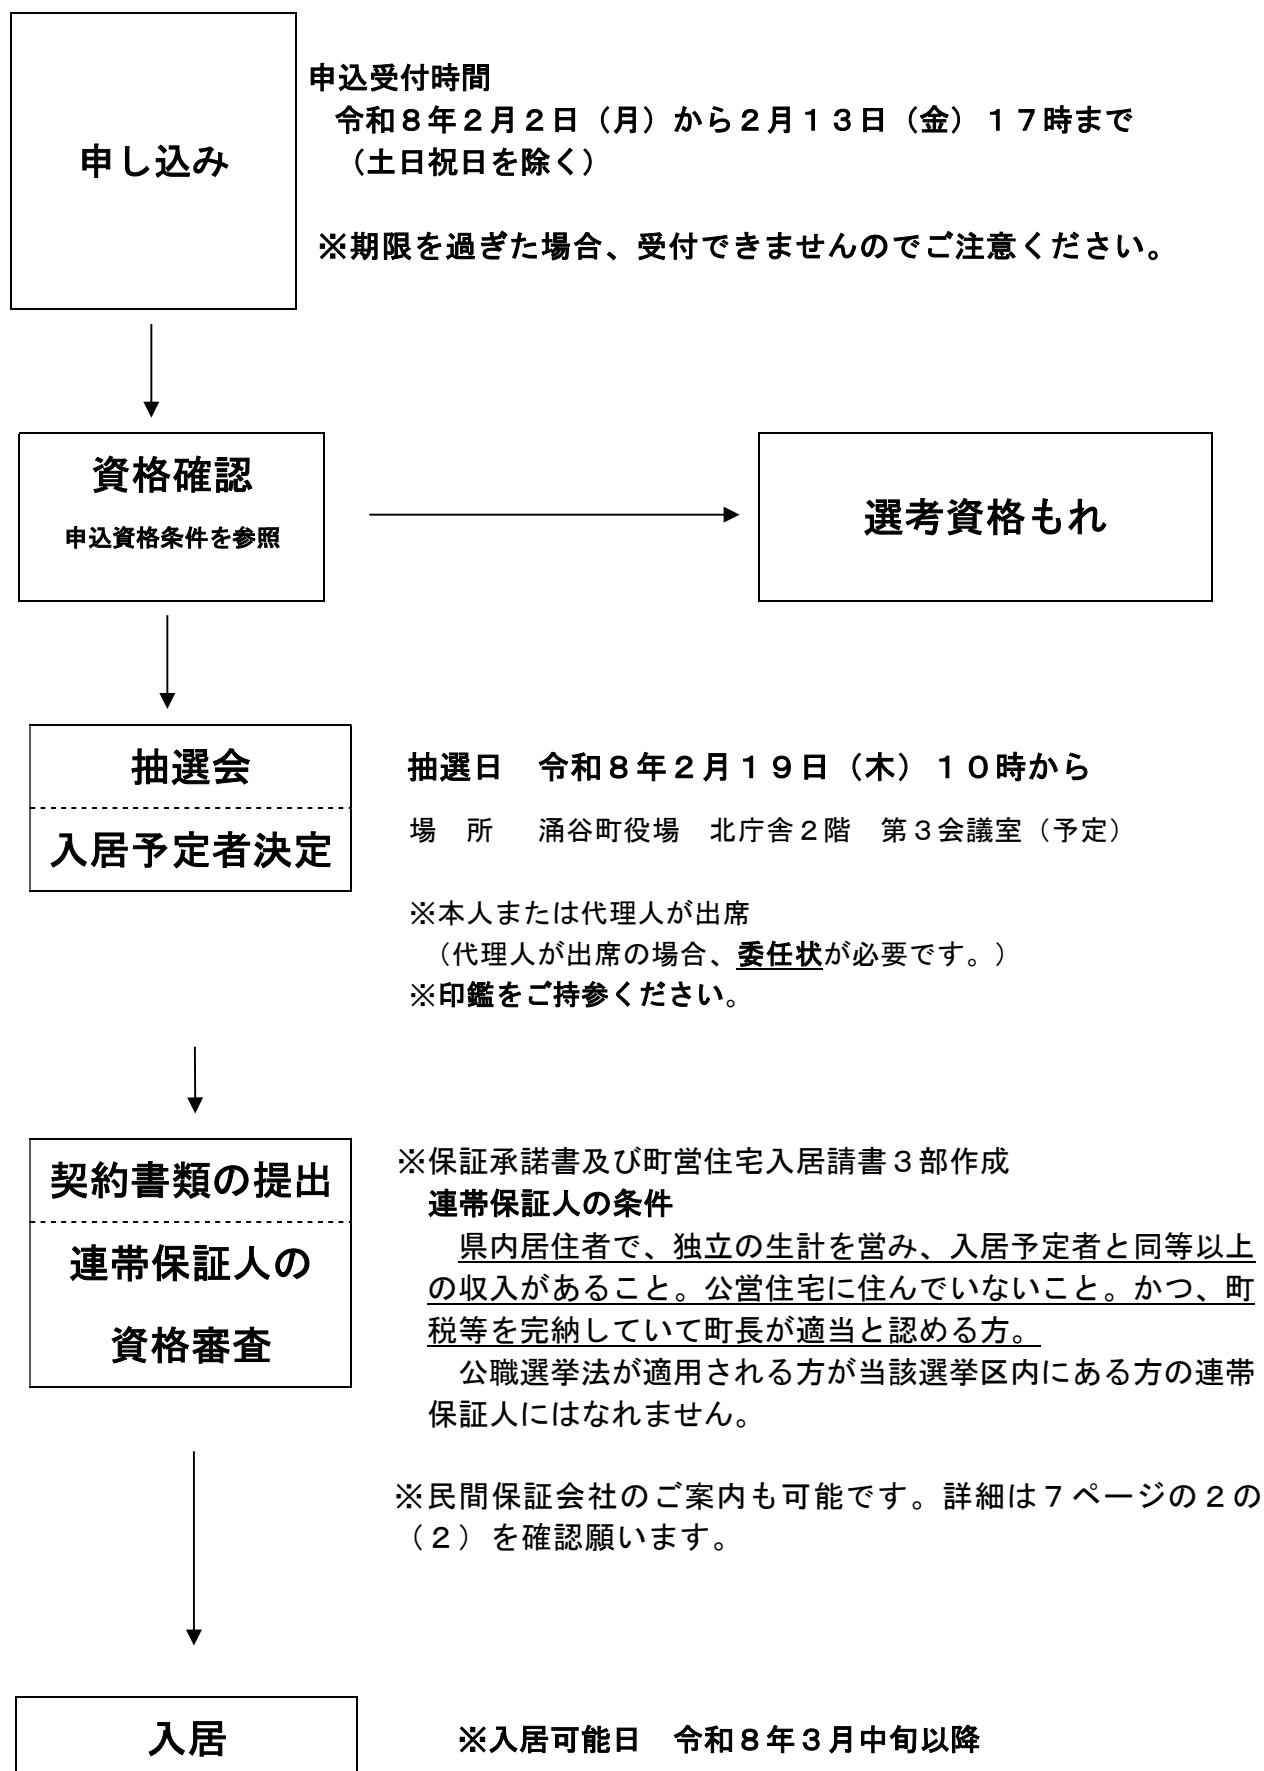 申し込み
申込受付時間
令和８年２月２日（月）から２月１３日（金）１７時まで
（土日祝日を除く）
※期限を過ぎた場合、受付できませんのでご注意ください。
資格確認
申込資格条件を参照
選考資格もれ
抽選会
入居予定者決定
抽選日　令和８年２月１９日（木）１０時から
場　所　涌谷町役場　北庁舎２階　第３会議室（予定）
※本人または代理人が出席
（代理人が出席の場合、委任状が必要です。）
※印鑑をご持参ください。
契約書類の提出
連帯保証人の
資格審査
※保証承諾書及び町営住宅入居請書３部作成
連帯保証人の条件
県内居住者で、独立の生計を営み、入居予定者と同等以上
の収入があること。公営住宅に住んでいないこと。かつ、町
税等を完納していて町長が適当と認める方。
公職選挙法が適用される方が当該選挙区内にある方の連帯
保証人にはなれません。
※民間保証会社のご案内も可能です。詳細は７ページの２の
（２）を確認願います。
入居
※入居可能日　令和８年３月中旬以降